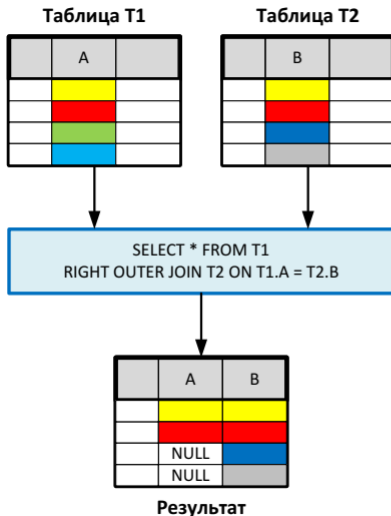 Таблица T1
Таблица T2
A
B
SELECT * FROM T1
RIGHT OUTER JOIN T2 ON T1.A = T2.B
A B
NULL
NULL
Результат